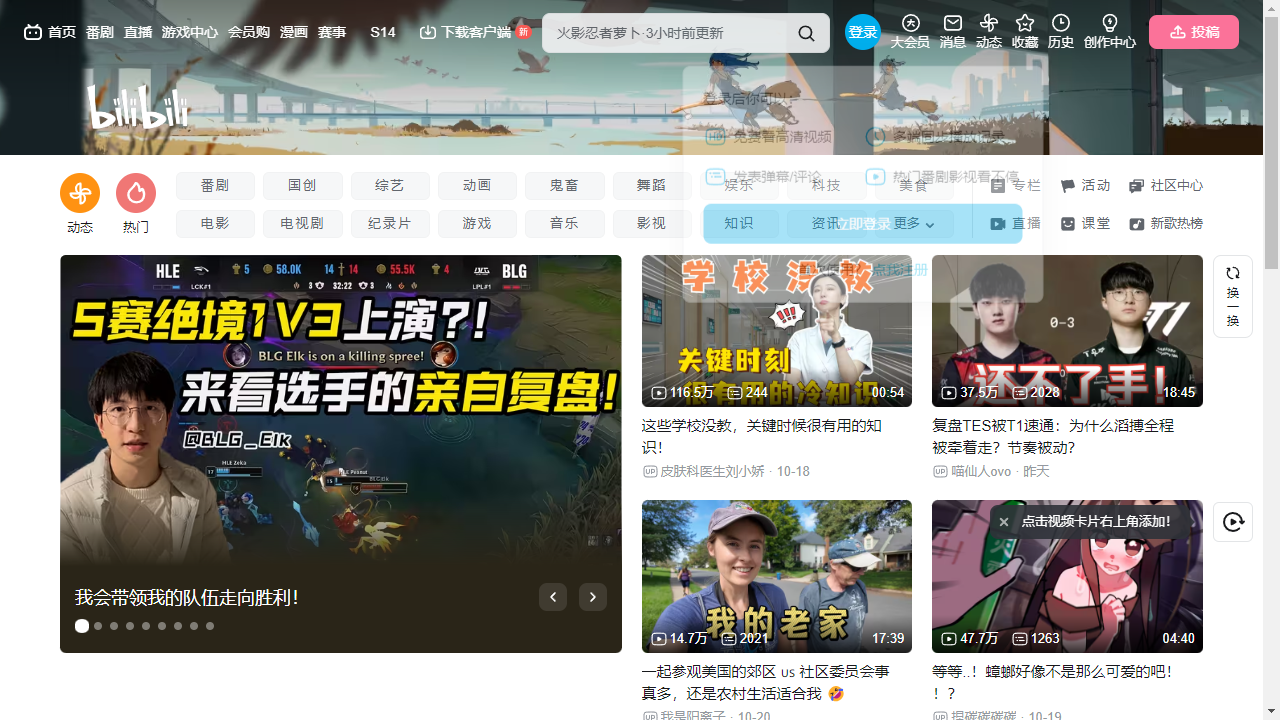 首页 番剧 直播 游戏中心 会员购 漫画 赛事 S14 下载客户端 新
火影忍者萝卜·3小时前更新
登录 大会员 消息 动态 收藏 历史 创作中心 投稿
bilibili
登录后你可以:
免费看高清视频 多端同步播放记录
发表弹幕/评论 热门番剧影视看不停
立即登录
点我注册
动态 热门
番剧 国创 综艺 动画 鬼畜 舞蹈 娱乐 科技 美食 专栏 活动 社区中心
电影 电视剧 纪录片 游戏 音乐 影视 知识 资讯 更多 直播 课堂 新歌热榜
HLE 5 58.0K 14 14 55.5K 4 BLG
LCK#1 3 32:22 3 LPL#1
5赛绝境1V3上演?!
BLG Elk is on a killing spree!
来看选手的亲自复盘!
@BLG_Elk
HLE Zeka
HLE Peanut
BLG Elk
我会带领我的队伍走向胜利!
学校没教
关键时刻
很有用的冷知识
116.5万 244 00:54
这些学校没教，关键时候很有用的知识！
皮肤科医生刘小娇 · 10-18
0-3
T1
还不了手!
37.5万 2028 18:45
复盘TES被T1速通：为什么滔搏全程被牵着走？节奏被动？
喵仙人ovo · 昨天
换一换
我的老家
14.7万 2021 17:39
一起参观美国的郊区 us 社区委员会事真多，还是农村生活适合我 🤣
我是阳离子 · 10-20
点击视频卡片右上角添加！
47.7万 1263 04:40
等等..！蟑螂好像不是那么可爱的吧！！？
捏碳碳碳碳 · 10-19